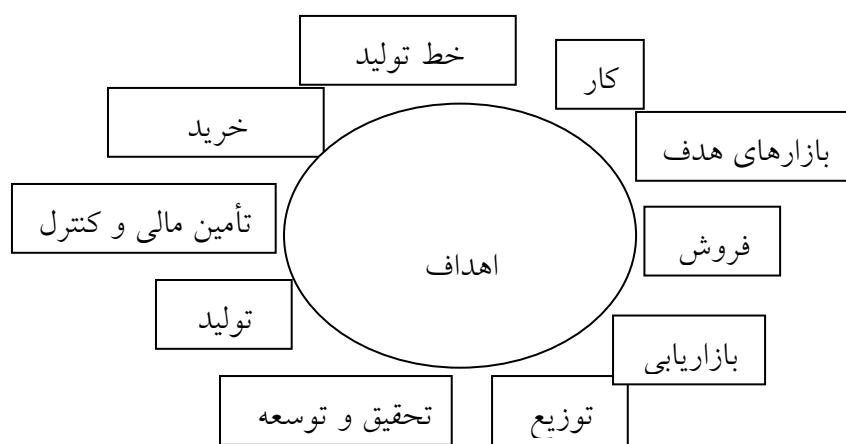 خط تولید
کار
خرید
بازارهای هدف
تأمین مالی و کنترل
فروش
اهداف
تولید
بازاریابی
تحقیق و توسعه
توزیع